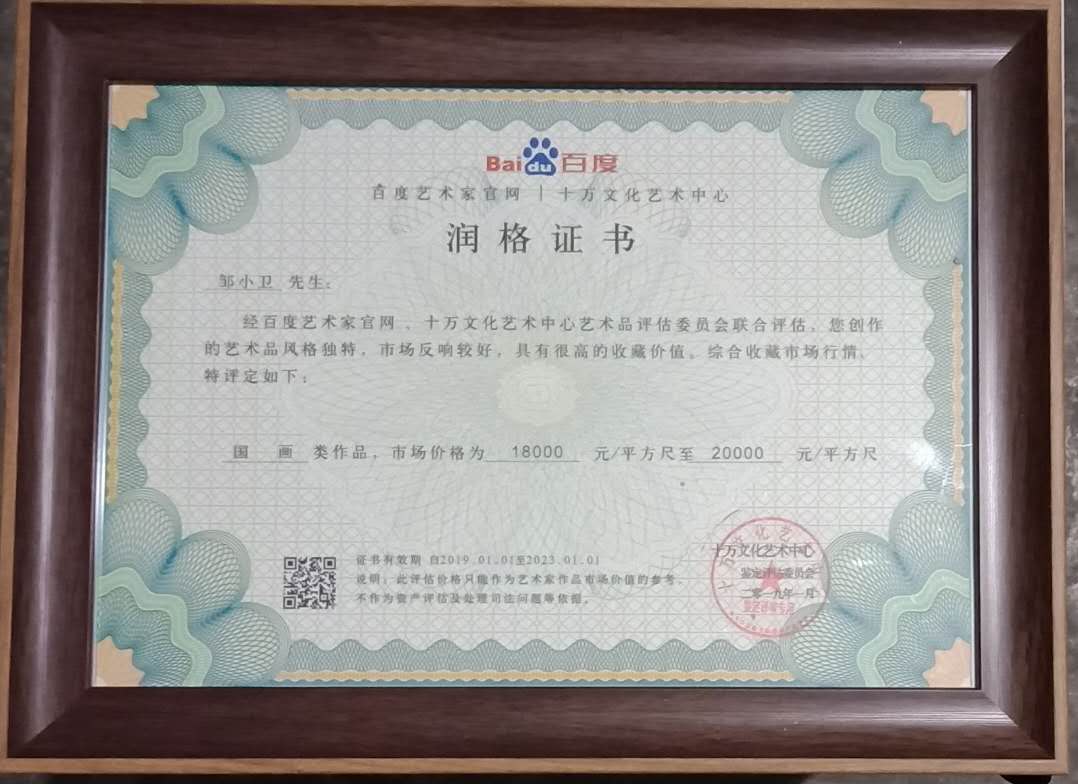 Bai du 百度
百度艺术家官网 | 十万文化艺术中心
润格证书
邹小卫 先生：
经百度艺术家官网、十万文化艺术中心艺术品评估委员会联合评估，您创作
的艺术品风格独特，市场反响较好，具有很高的收藏价值。综合收藏市场行情，
特评定如下：
国 画 类作品，市场价格为 18000 元/平方尺至 20000 元/平方尺
证书有效期 自2019.01.01至2023.01.01
说明：此评估价格只能作为艺术家作品市场价值的参考，
不作为资产评估及处理司法问题等依据。
十万文化艺术中心
鉴定评估委员会
二零一九年一月